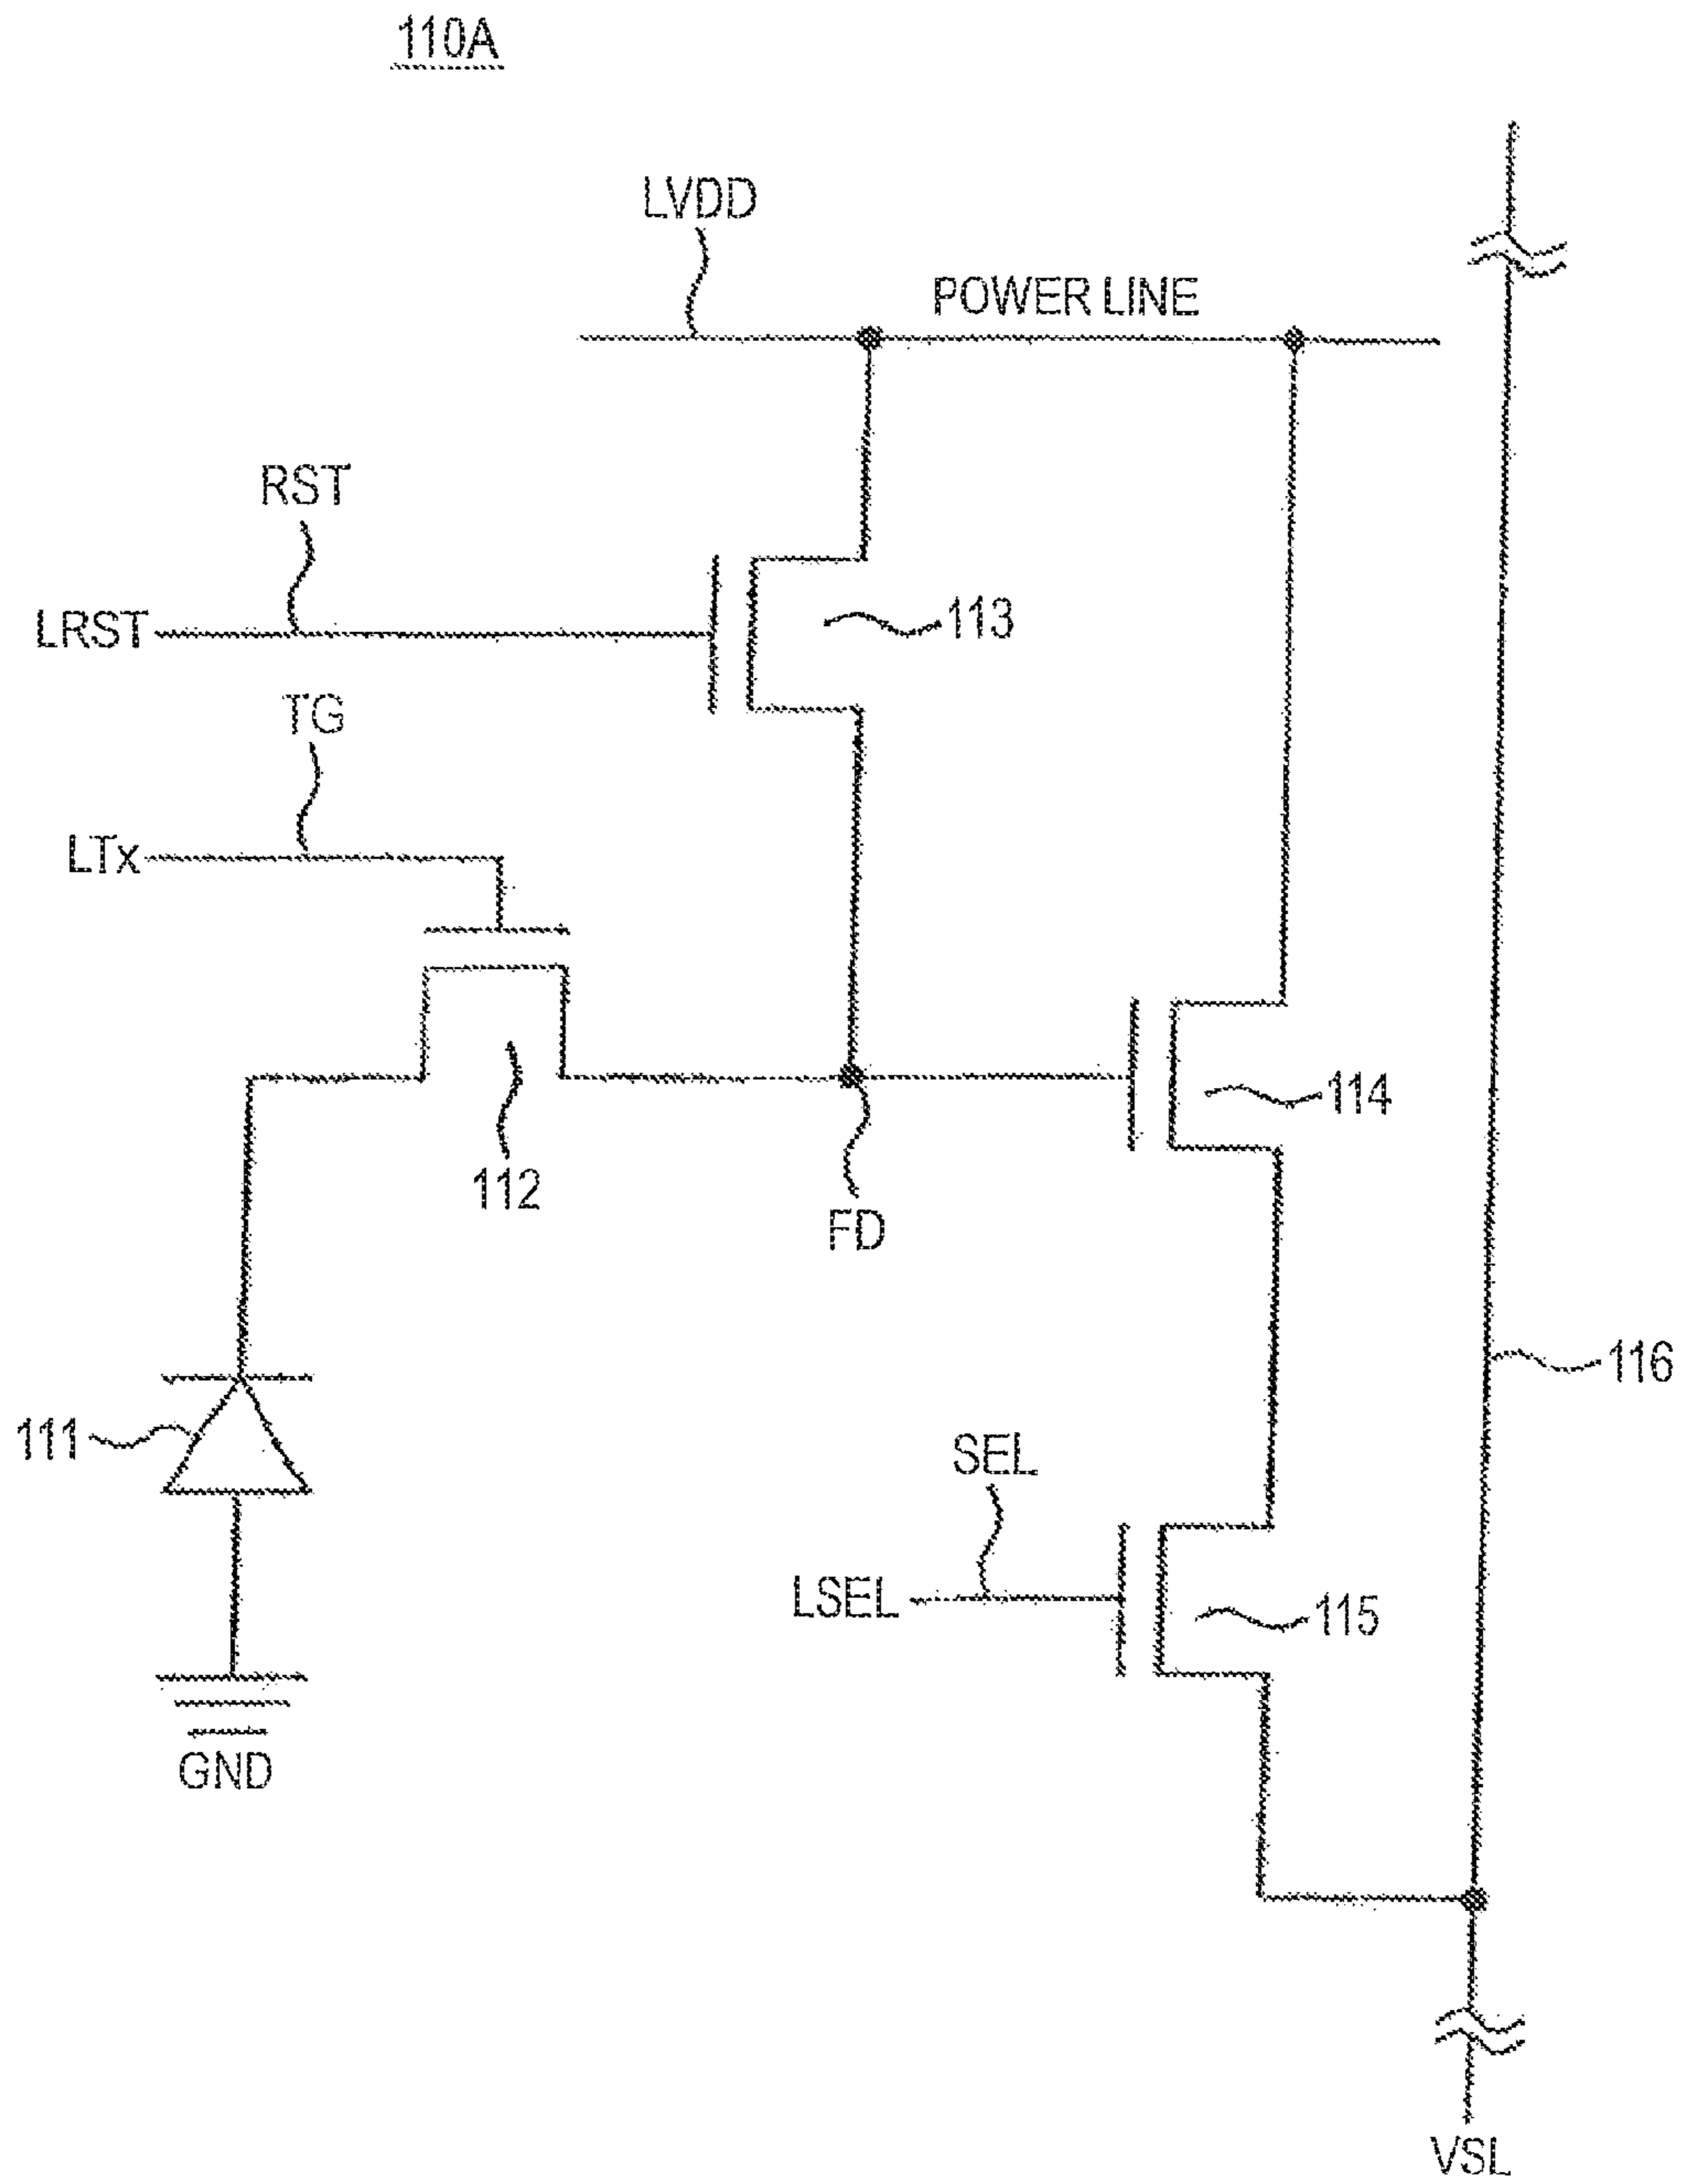 110A
LVDD
POWER LINE
RST
LRST
113
TG
LTx
114
112
FD
116
111
SEL
LSEL
115
GND
VSL